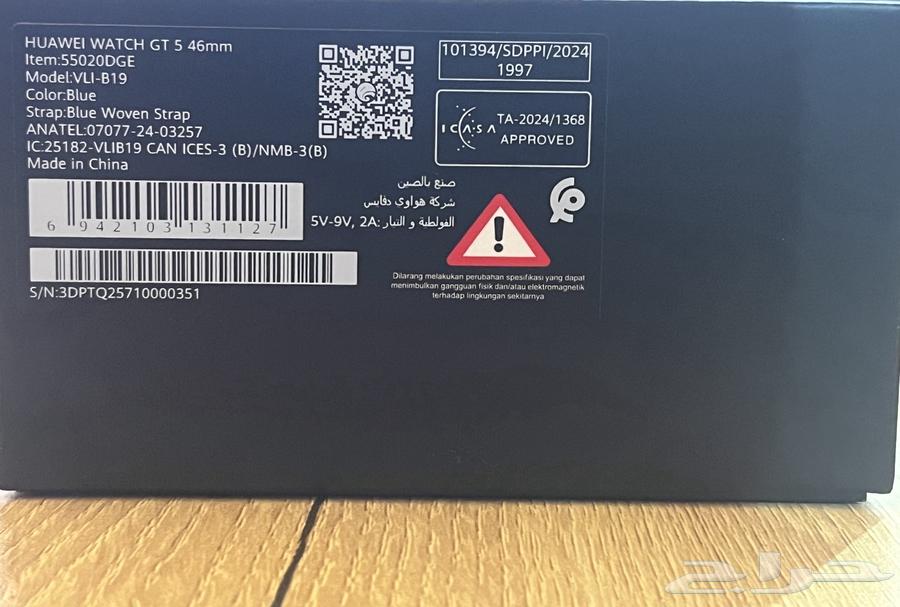 HUAWEI WATCH GT 5 46mm
Item:55020DGE
Model:VLI-B19
Color:Blue
Strap:Blue Woven Strap
ANATEL:07077-24-03257
IC:25182-VLIB19 CAN ICES-3 (B)/NMB-3(B)
Made in China
6 942103 131127
S/N:3DPTQ25710000351
101394/SDPPI/2024
1997
ICASA TA-2024/1368
APPROVED
صنع بالصين
شركة هواوي دفايس
الفولطية و التيار: 5V-9V, 2A
Dilarang melakukan perubahan spesifikasi yang dapat
menimbulkan gangguan fisik dan/atau elektromagnetik
terhadap lingkungan sekitarnya
حراج